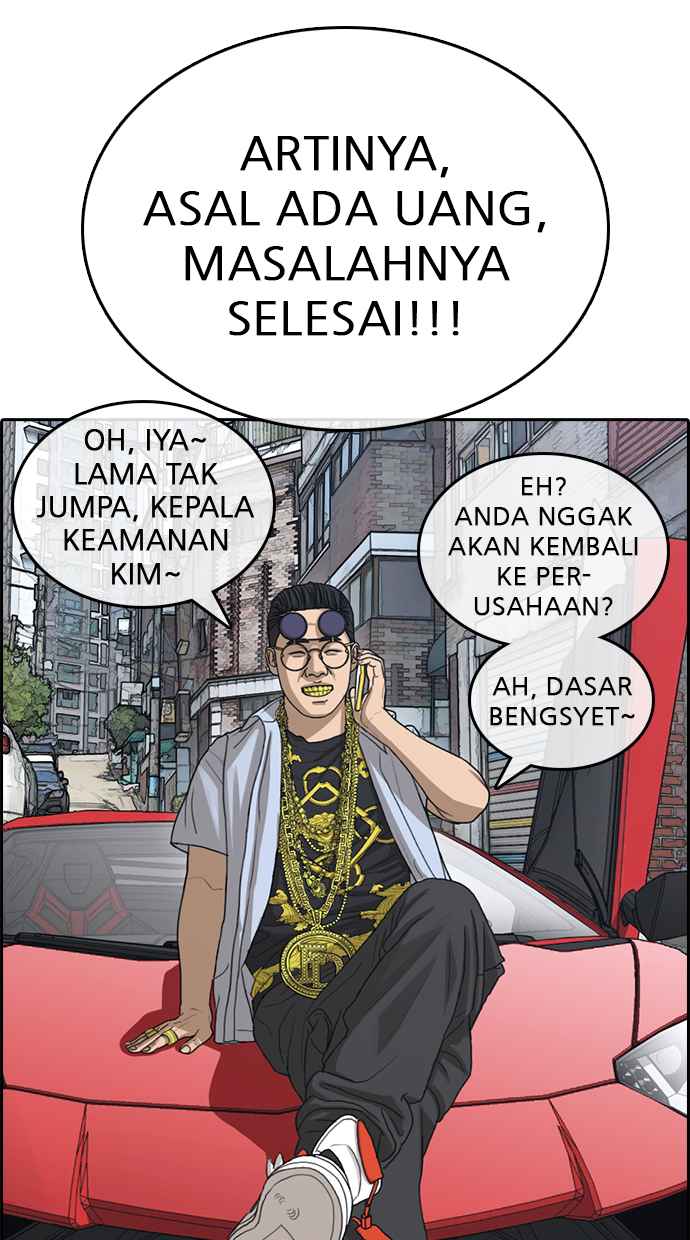 ARTINYA,
ASAL ADA UANG,
MASALAHNYA
SELESAI!!!
OH, IYA~
LAMA TAK
JUMPA, KEPALA
KEAMANAN
KIM~
EH?
ANDA NGGAK
AKAN KEMBALI
KE PER-
USAHAAN?
AH, DASAR
BENGSYET~